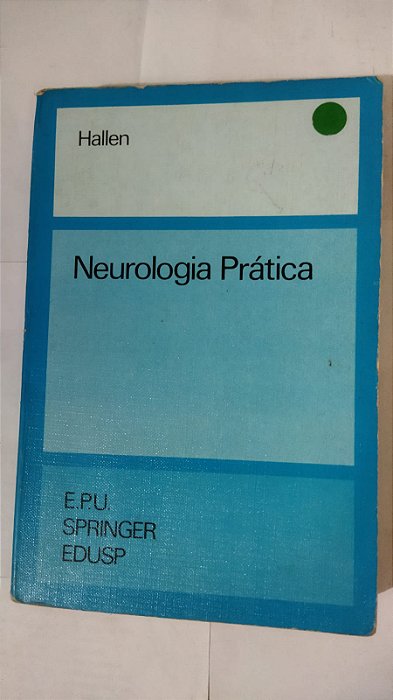 Hallen
Neurologia Prática
E.P.U.
SPRINGER
EDUSP